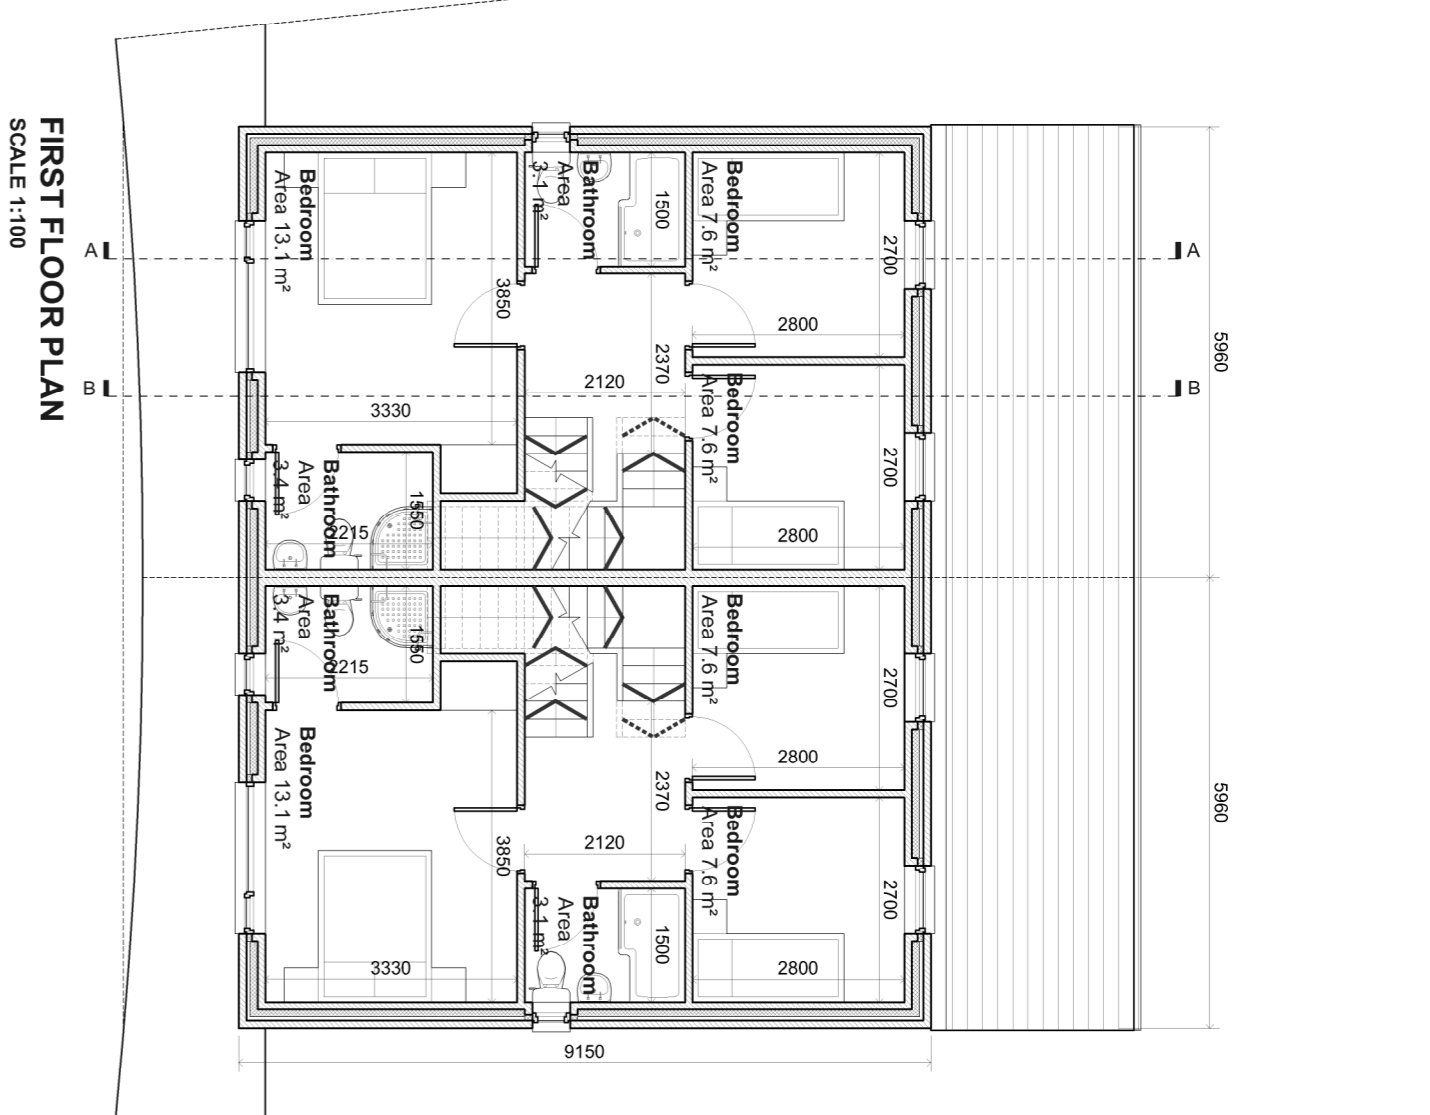 FIRST FLOOR PLAN
SCALE 1:100
A
A
B
B
Bedroom
Area 13.1 m²
3850
3330
Bathroom
Area
3.1 m²
1500
Bedroom
Area 7.6 m²
2700
2800
5960
2370
2120
Bedroom
Area 7.6 m²
2700
2800
Bathroom
Area
3.4 m²
1550
2215
Bathroom
Area
3.4 m²
1550
2215
Bedroom
Area 7.6 m²
2700
2800
Bedroom
Area 13.1 m²
3850
3330
2370
2120
5960
Bedroom
Area 7.6 m²
2700
2800
Bathroom
Area
3.1 m²
1500
9150